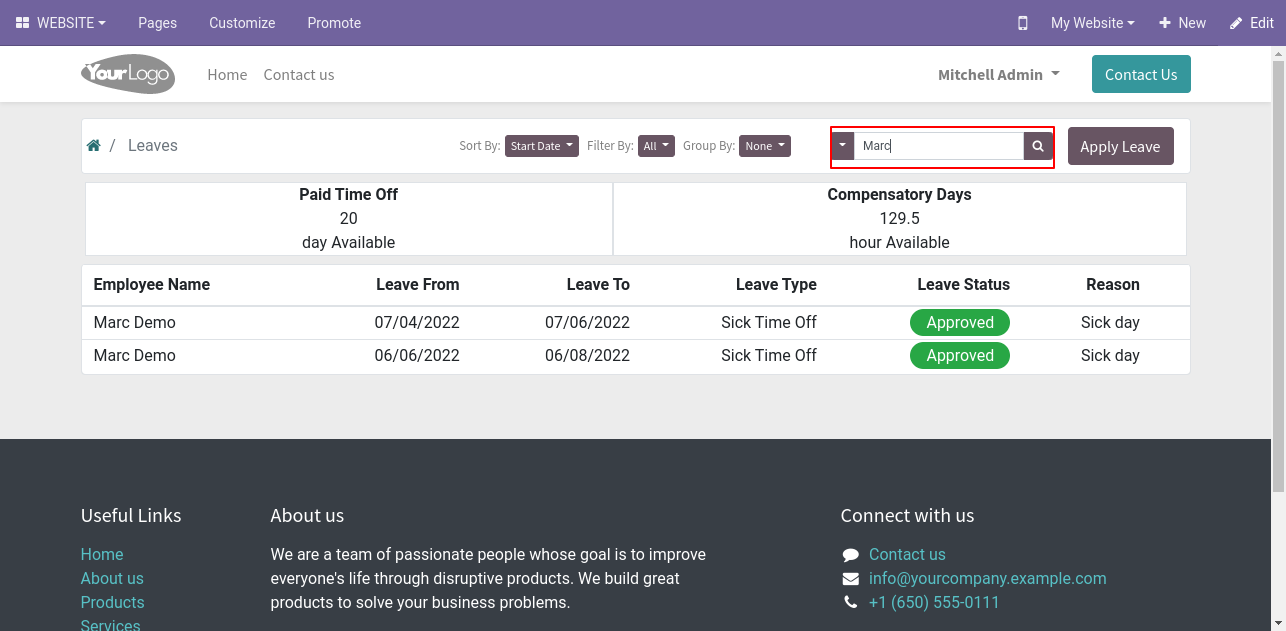 WEBSITE Pages Customize Promote My Website New Edit
YourLogo Home Contact us Mitchell Admin Contact Us
/ Leaves Sort By: Start Date Filter By: All Group By: None Marc Apply Leave
Paid Time Off Compensatory Days
20 129.5
day Available hour Available
Employee Name Leave From Leave To Leave Type Leave Status Reason
Marc Demo 07/04/2022 07/06/2022 Sick Time Off Approved Sick day
Marc Demo 06/06/2022 06/08/2022 Sick Time Off Approved Sick day
Useful Links About us Connect with us
Home We are a team of passionate people whose goal is to improve Contact us
About us everyone's life through disruptive products. We build great info@yourcompany.example.com
Products products to solve your business problems. +1 (650) 555-0111
Services